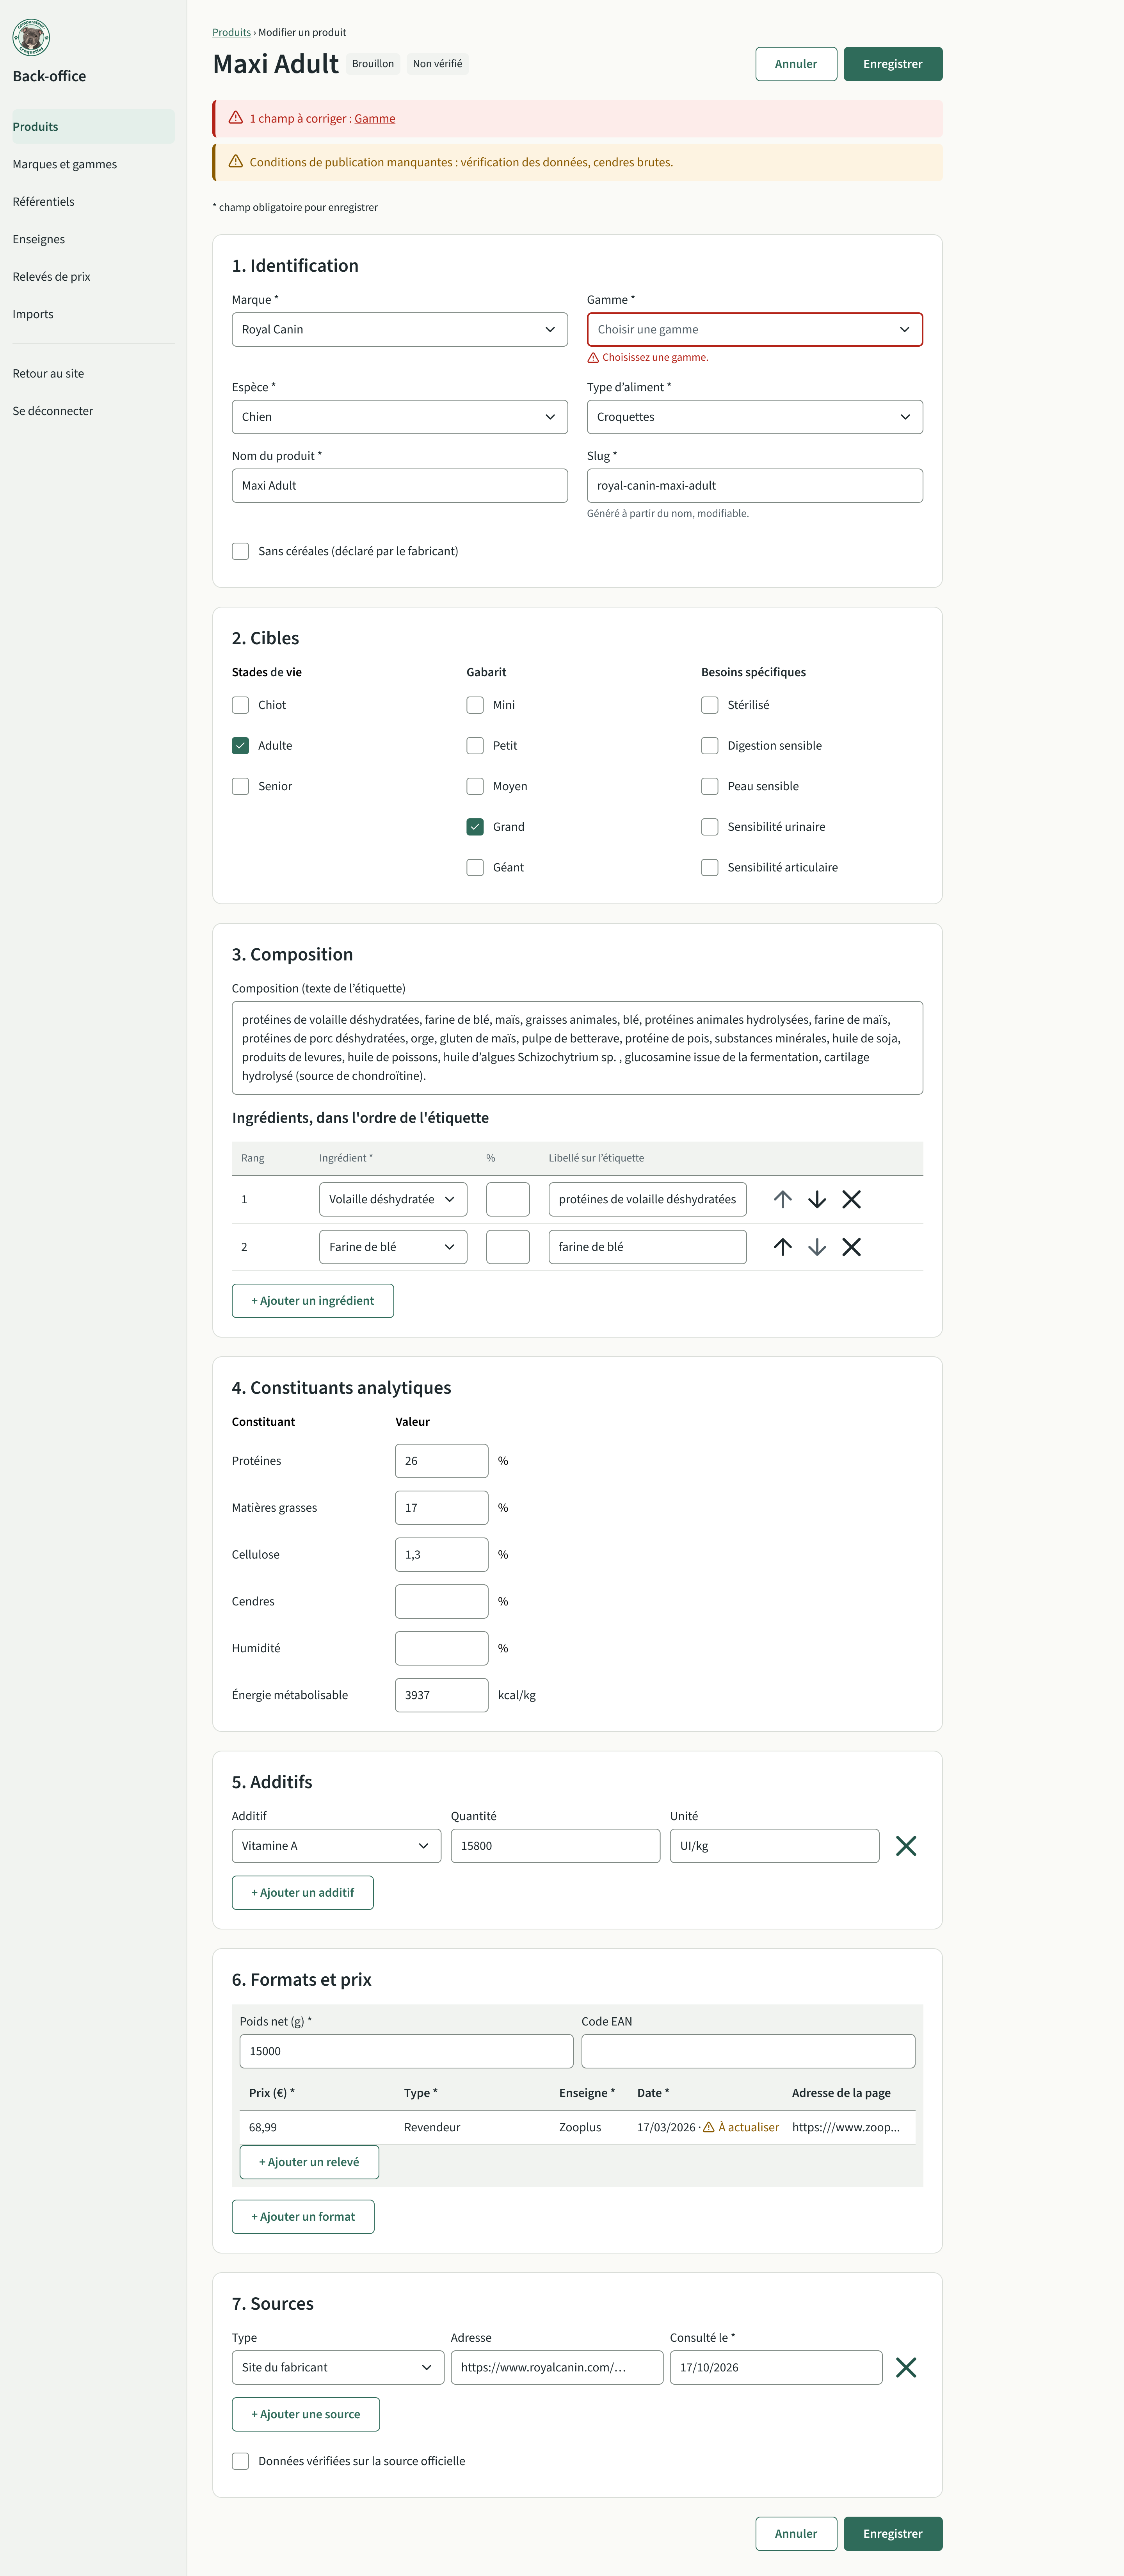 comparateur
croquettes
Back-office
Produits
Marques et gammes
Référentiels
Enseignes
Relevés de prix
Imports
Retour au site
Se déconnecter
Produits › Modifier un produit
Maxi Adult
Brouillon
Non vérifié
Annuler
Enregistrer
1 champ à corriger : Gamme
Conditions de publication manquantes : vérification des données, cendres brutes.
* champ obligatoire pour enregistrer
1. Identification
Marque *
Gamme *
Royal Canin
Choisir une gamme
Choisissez une gamme.
Espèce *
Type d’aliment *
Chien
Croquettes
Nom du produit *
Slug *
Maxi Adult
royal-canin-maxi-adult
Généré à partir du nom, modifiable.
Sans céréales (déclaré par le fabricant)
2. Cibles
Stades de vie
Gabarit
Besoins spécifiques
Chiot
Mini
Stérilisé
Adulte
Petit
Digestion sensible
Senior
Moyen
Peau sensible
Grand
Sensibilité urinaire
Géant
Sensibilité articulaire
3. Composition
Composition (texte de l’étiquette)
protéines de volaille déshydratées, farine de blé, maïs, graisses animales, blé, protéines animales hydrolysées, farine de maïs,
protéines de porc déshydratées, orge, gluten de maïs, pulpe de betterave, protéine de pois, substances minérales, huile de soja,
produits de levures, huile de poissons, huile d’algues Schizochytrium sp. , glucosamine issue de la fermentation, cartilage
hydrolysé (source de chondroïtine).
Ingrédients, dans l'ordre de l'étiquette
Rang
Ingrédient *
%
Libellé sur l’étiquette
1
Volaille déshydratée
protéines de volaille déshydratées
2
Farine de blé
farine de blé
+ Ajouter un ingrédient
4. Constituants analytiques
Constituant
Valeur
Protéines
26
%
Matières grasses
17
%
Cellulose
1,3
%
Cendres
%
Humidité
%
Énergie métabolisable
3937
kcal/kg
5. Additifs
Additif
Quantité
Unité
Vitamine A
15800
UI/kg
+ Ajouter un additif
6. Formats et prix
Poids net (g) *
Code EAN
15000
Prix (€) *
Type *
Enseigne *
Date *
Adresse de la page
68,99
Revendeur
Zooplus
17/03/2026 · À actualiser
https:///www.zoop...
+ Ajouter un relevé
+ Ajouter un format
7. Sources
Type
Adresse
Consulté le *
Site du fabricant
https://www.royalcanin.com/…
17/10/2026
+ Ajouter une source
Données vérifiées sur la source officielle
Annuler
Enregistrer